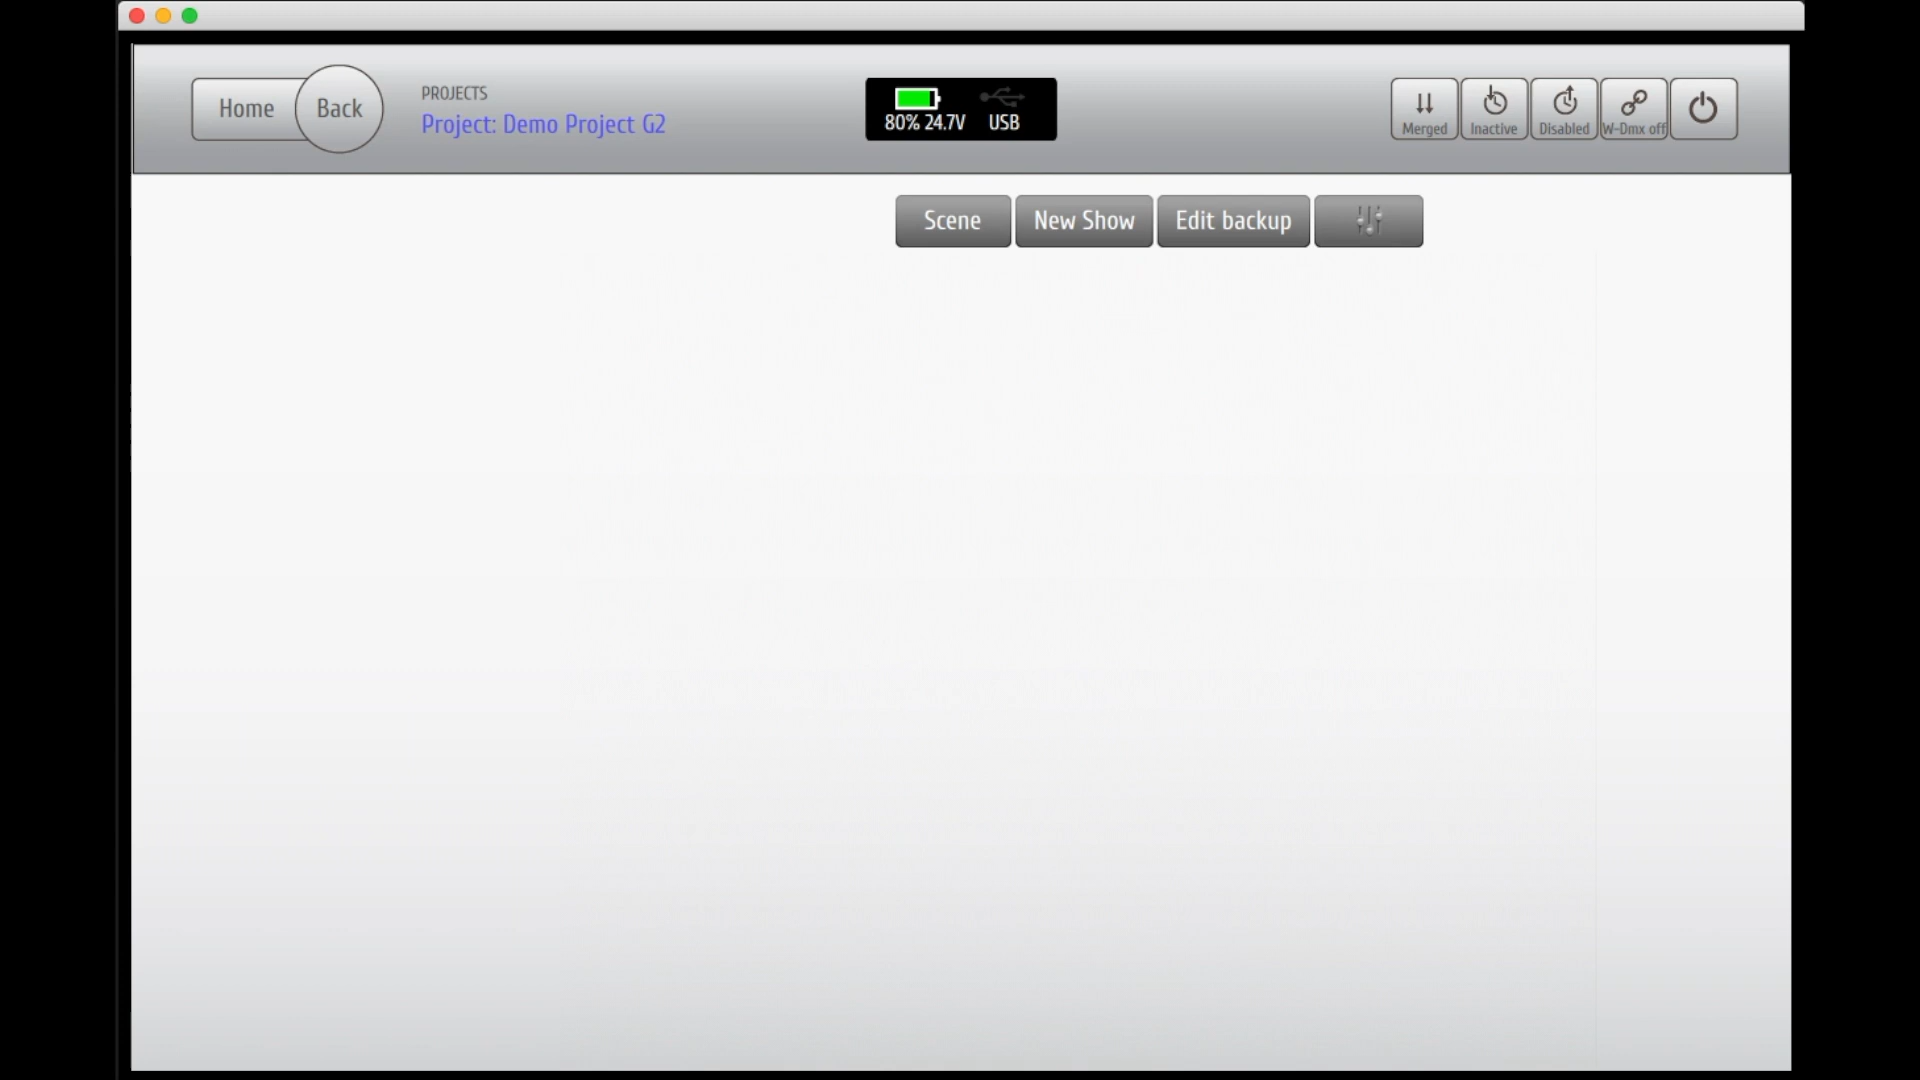 Home
Back
PROJECTS
Project: Demo Project G2
80% 24.7V
USB
Merged
Inactive
Disabled
W-Dmx off
Scene
New Show
Edit backup